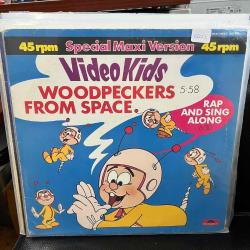 45 rpm Special Maxi Version 45 rpm
Video Kids
WOODPECKERS 5·58
FROM SPACE.
RAP
AND SING
ALONG